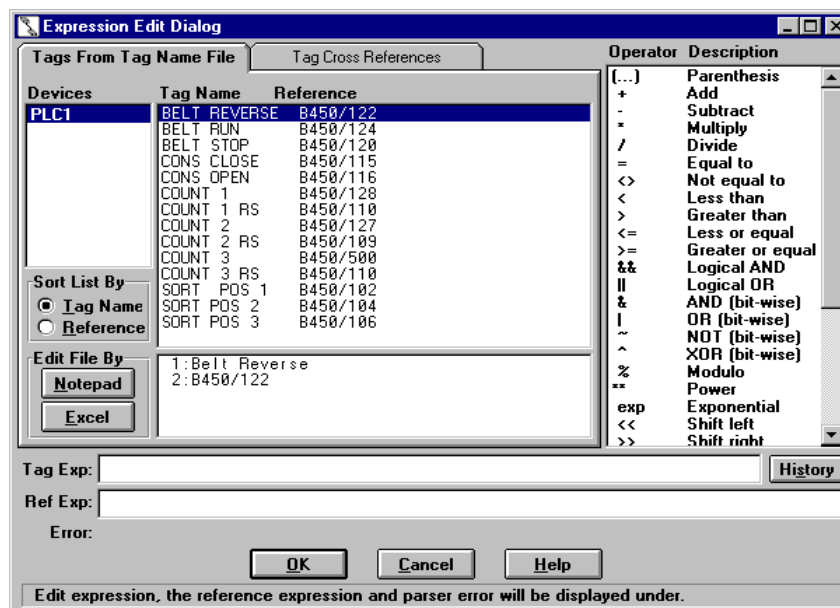 Expression Edit Dialog
Tags From Tag Name File
Tag Cross References
Operator Description
Devices
PLC1
Tag Name Reference
BELT REVERSE B450/122
BELT RUN B450/124
BELT STOP B450/120
CONS CLOSE B450/115
CONS OPEN B450/116
COUNT 1 B450/128
COUNT 1 RS B450/110
COUNT 2 B450/127
COUNT 2 RS B450/109
COUNT 3 B450/500
COUNT 3 RS B450/110
SORT POS 1 B450/102
SORT POS 2 B450/104
SORT POS 3 B450/106
Sort List By
Tag Name
Reference
Edit File By
Notepad
Excel
1:Belt Reverse
2:B450/122
(...) Parenthesis
+ Add
- Subtract
* Multiply
/ Divide
= Equal to
<> Not equal to
< Less than
> Greater than
<= Less or equal
>= Greater or equal
&& Logical AND
|| Logical OR
& AND (bit-wise)
| OR (bit-wise)
~ NOT (bit-wise)
^ XOR (bit-wise)
% Modulo
** Power
exp Exponential
<< Shift left
>> Shift right
Tag Exp:
History
Ref Exp:
Error:
OK
Cancel
Help
Edit expression, the reference expression and parser error will be displayed under.